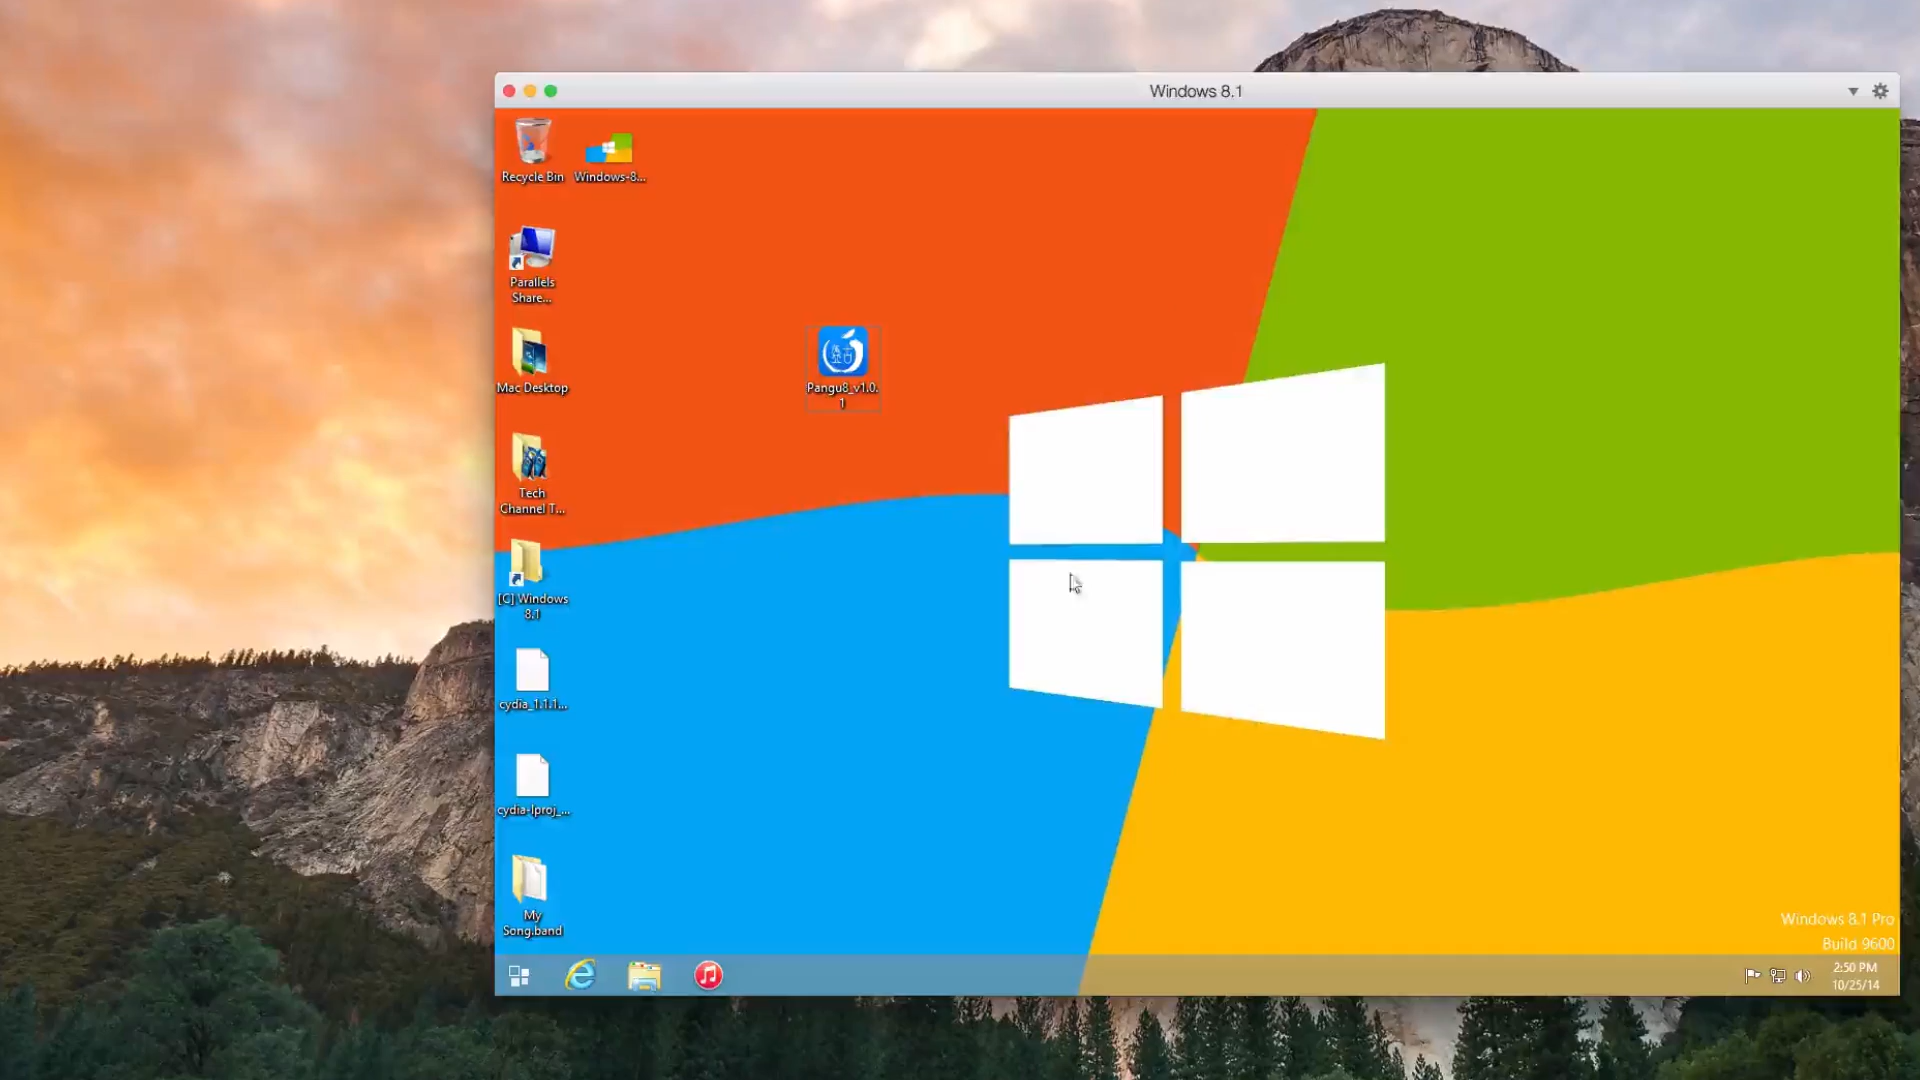 Windows 8.1
Recycle Bin
Windows-8...
Parallels
Share...
Mac Desktop
Pangu8_v1.0.
1
Tech
Channel T...
[C] Windows
8.1
cydia_1.1.1...
cydia-lproj_...
My
Song.band
Windows 8.1 Pro
Build 9600
2:50 PM
10/25/14